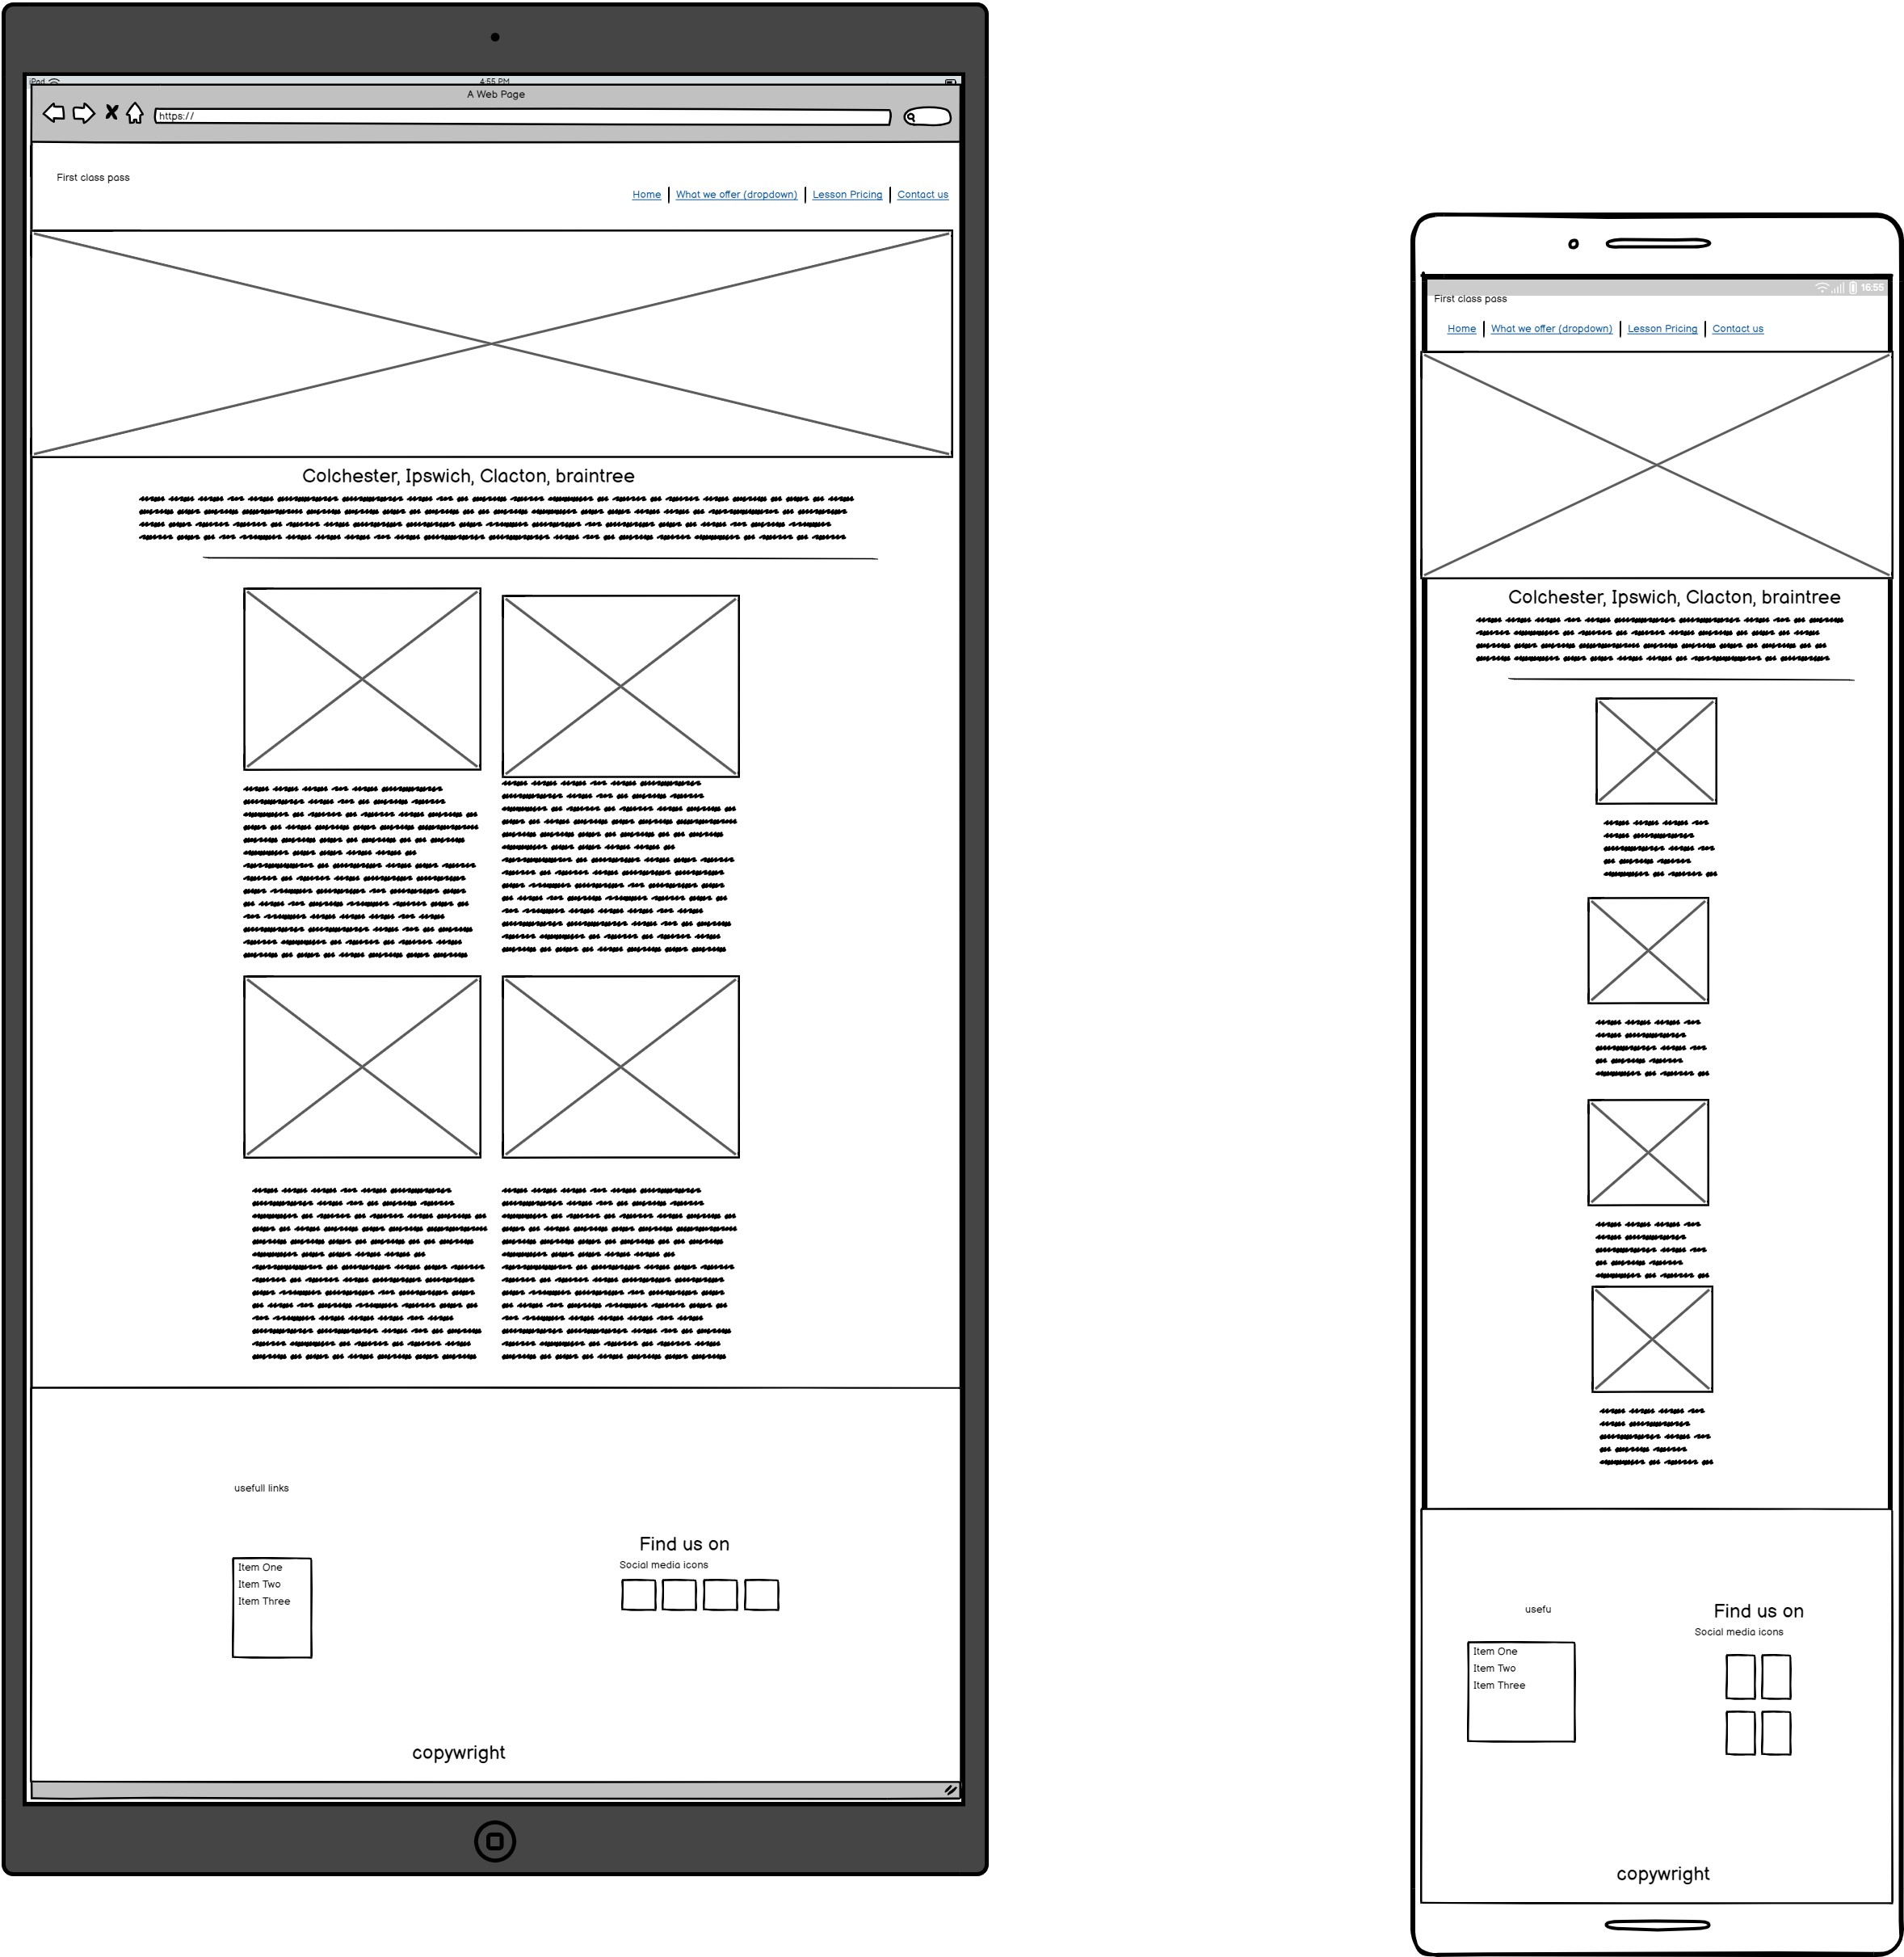 iPad
4:55 PM
A Web Page
https://
First class pass
Home | What we offer (dropdown) | Lesson Pricing | Contact us
Colchester, Ipswich, Clacton, braintree
usefull links
Item One
Item Two
Item Three
Find us on
Social media icons
copywright
16:55
First class pass
Home | What we offer (dropdown) | Lesson Pricing | Contact us
Colchester, Ipswich, Clacton, braintree
usefu
Item One
Item Two
Item Three
Find us on
Social media icons
copywright